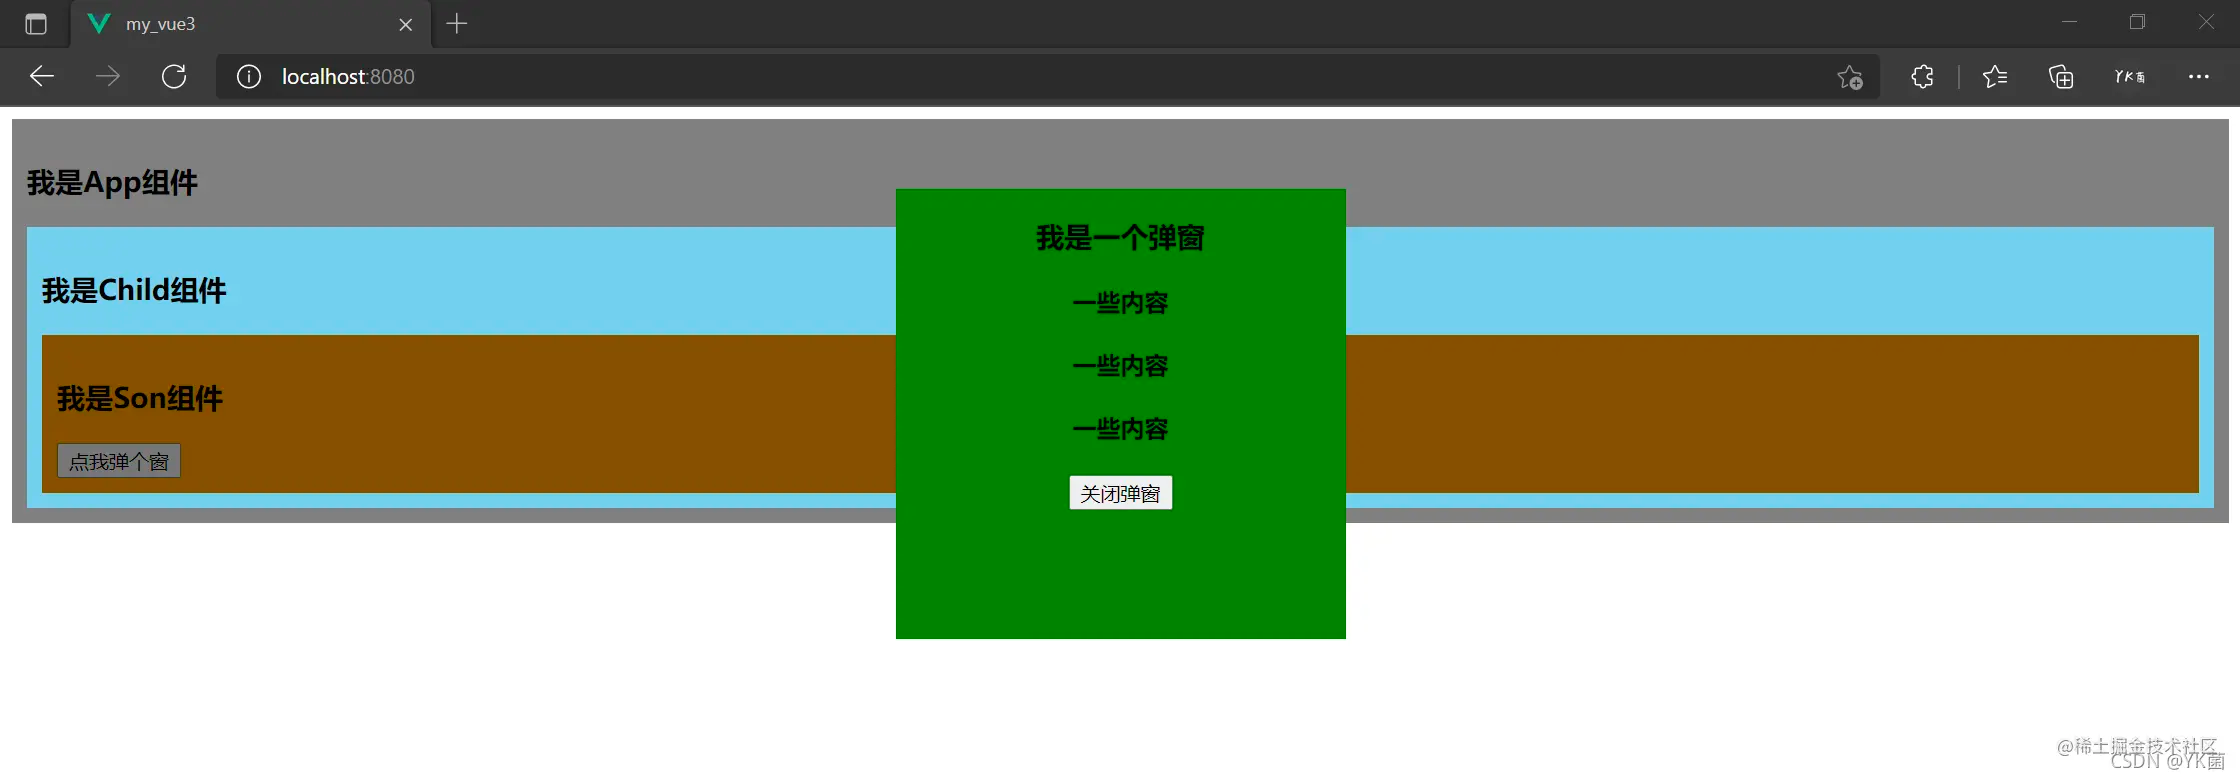 my_vue3
localhost:8080
YK菌
我是App组件
我是一个弹窗
我是Child组件
一些内容
一些内容
我是Son组件
一些内容
点我弹个窗
关闭弹窗
@稀土掘金技术社区
CSDN @YK菌